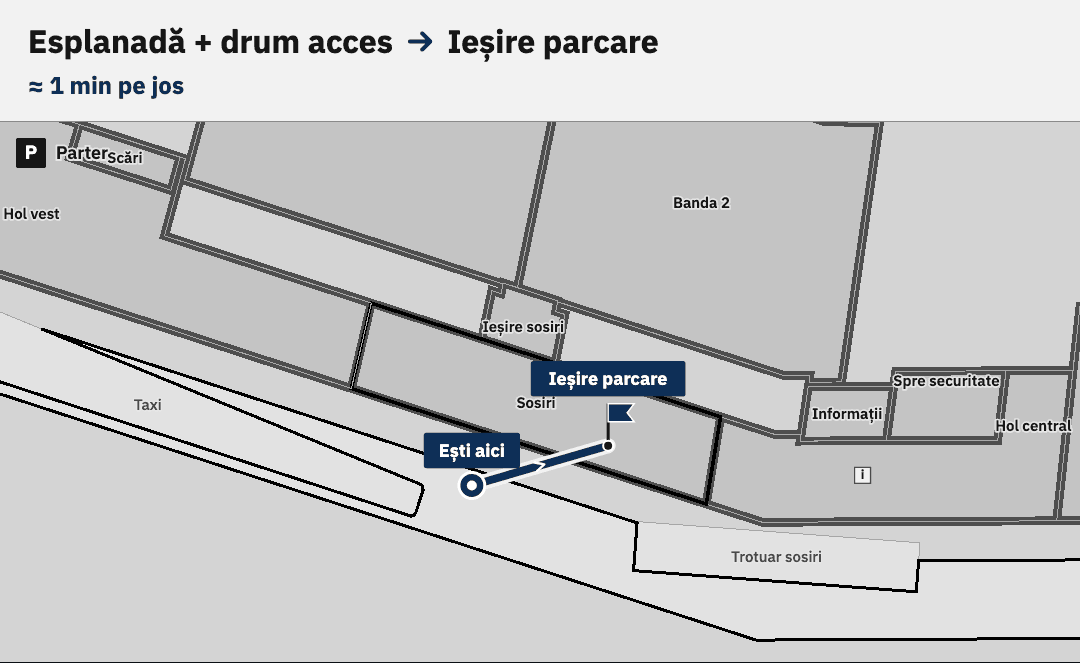 Esplanadă + drum acces → Ieșire parcare
≈ 1 min pe jos
P Parter
Scări
Hol vest
Banda 2
Ieșire sosiri
Ieșire parcare
Spre securitate
Sosiri
Taxi
Informații
Hol central
Ești aici
i
Trotuar sosiri